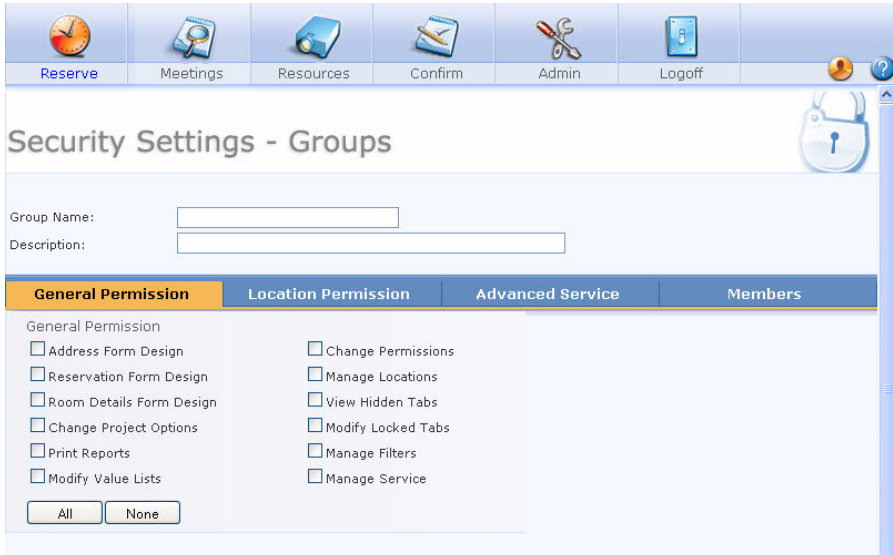 Reserve Meetings Resources Confirm Admin Logoff
Security Settings - Groups
Group Name:
Description:
General Permission Location Permission Advanced Service Members
General Permission
Address Form Design Change Permissions
Reservation Form Design Manage Locations
Room Details Form Design View Hidden Tabs
Change Project Options Modify Locked Tabs
Print Reports Manage Filters
Modify Value Lists Manage Service
All None